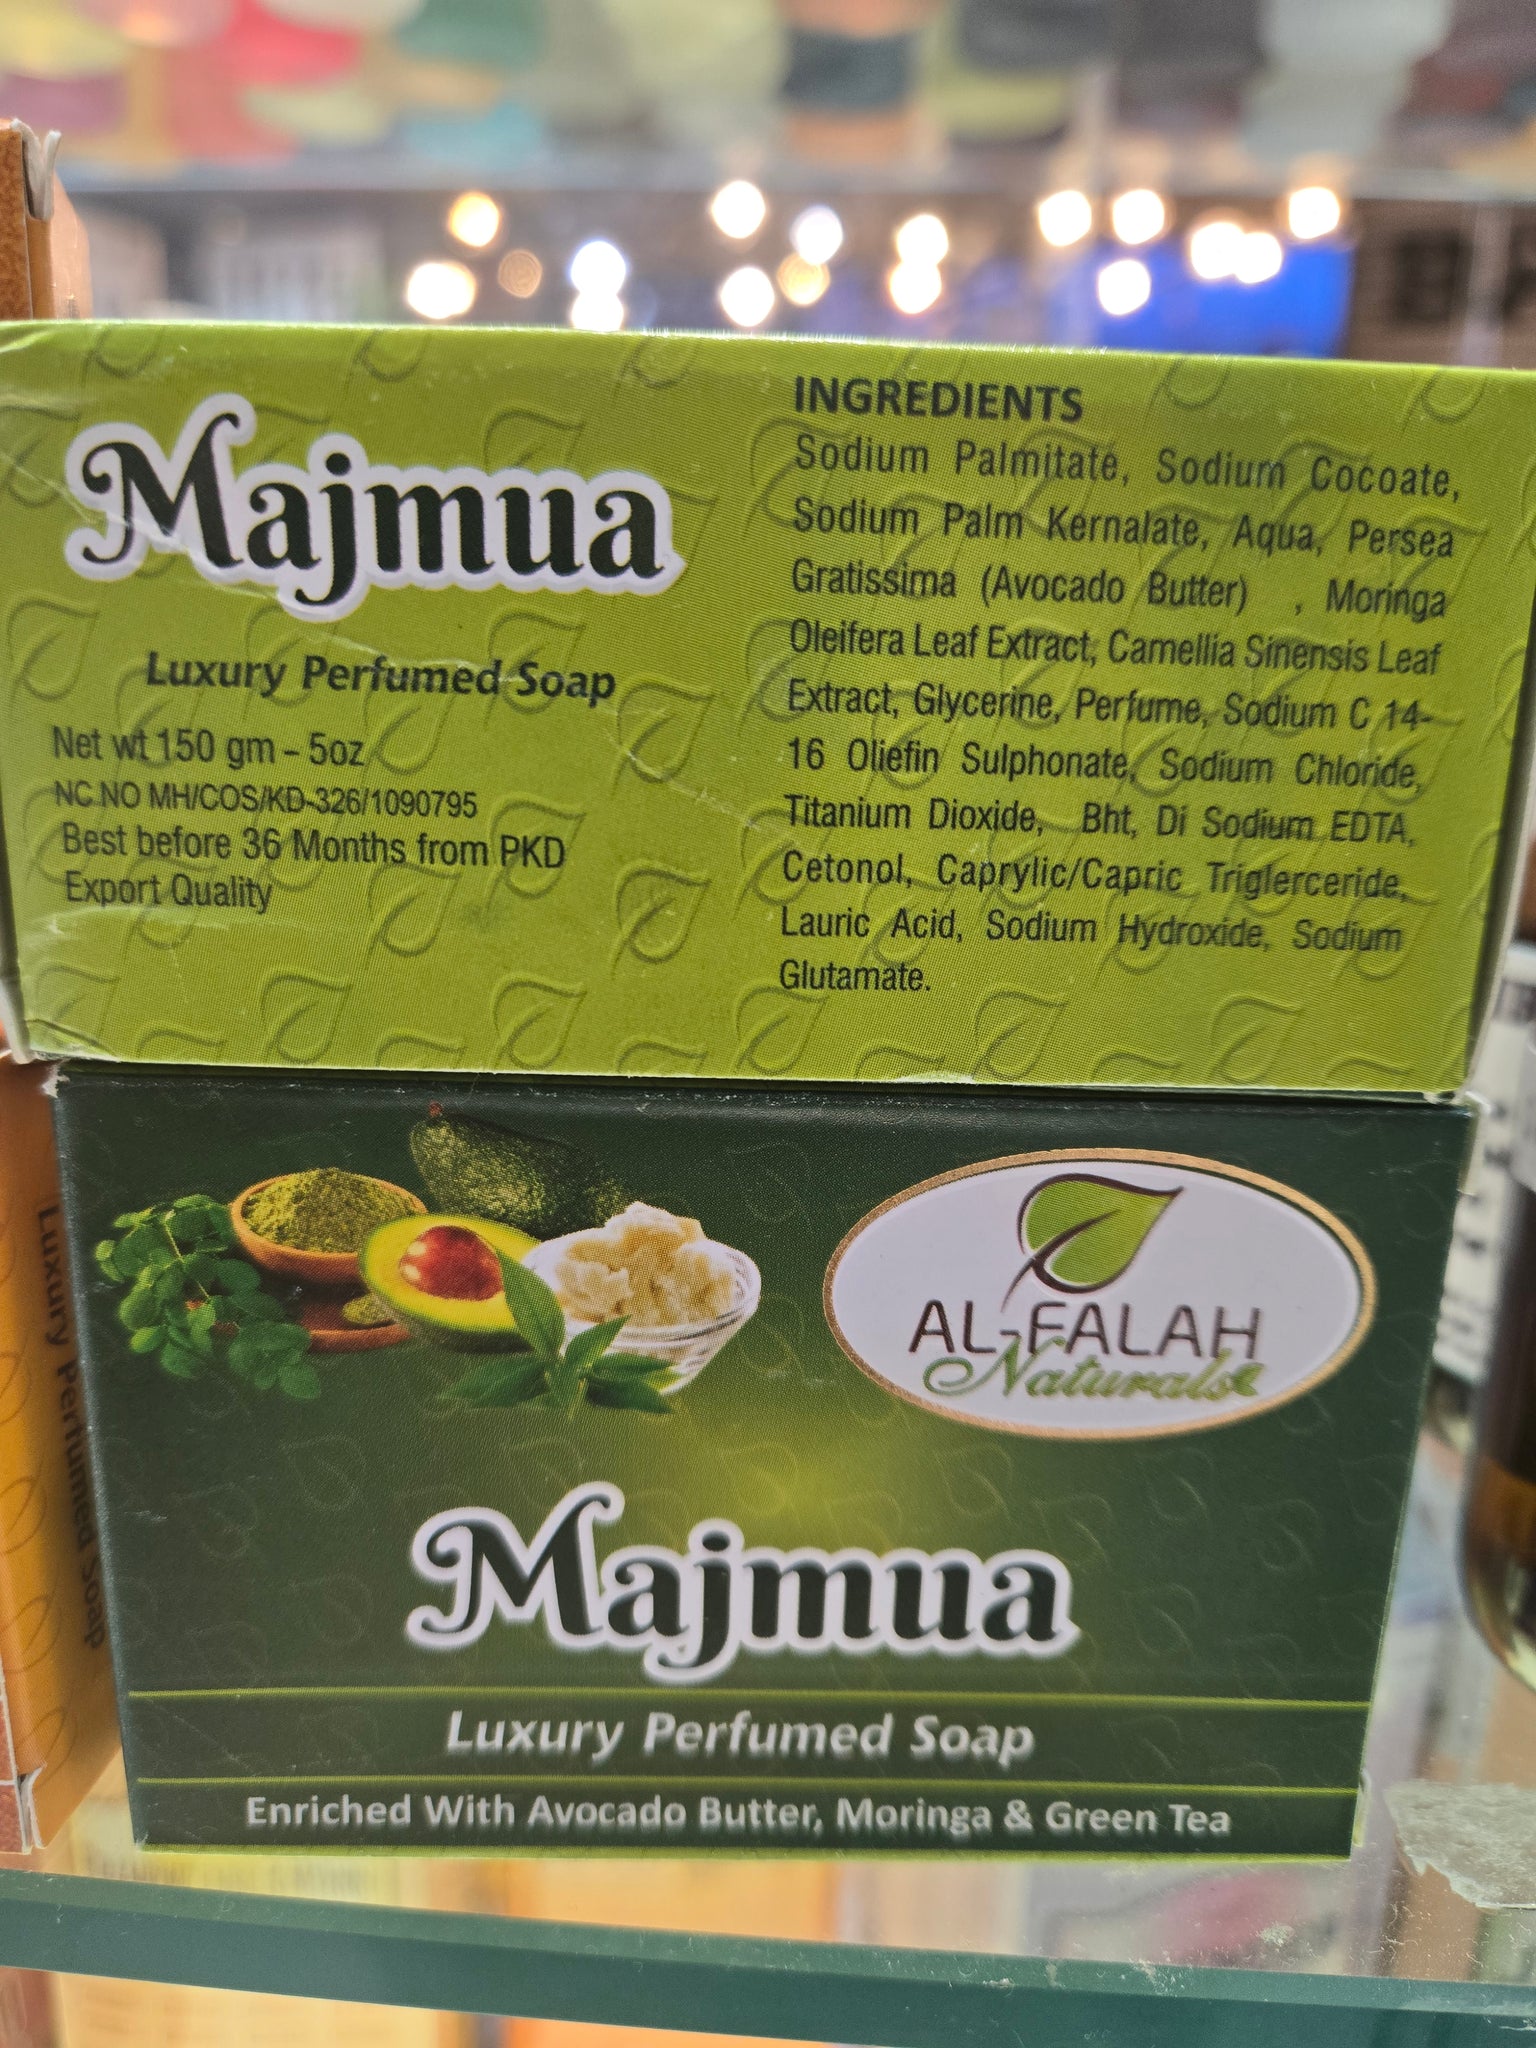 Majmua
Luxury Perfumed Soap
Net wt 150 gm – 5oz
NC.NO MH/COS/KD-326/1090795
Best before 36 Months from PKD
Export Quality
INGREDIENTS
Sodium Palmitate, Sodium Cocoate,
Sodium Palm Kernalate, Aqua, Persea
Gratissima (Avocado Butter) , Moringa
Oleifera Leaf Extract, Camellia Sinensis Leaf
Extract, Glycerine, Perfume, Sodium C 14-
16 Oliefin Sulphonate, Sodium Chloride,
Titanium Dioxide, Bht, Di Sodium EDTA,
Cetonol, Caprylic/Capric Triglerceride,
Lauric Acid, Sodium Hydroxide, Sodium
Glutamate.
AL-FALAH
Naturals
Majmua
Luxury Perfumed Soap
Enriched With Avocado Butter, Moringa & Green Tea
Luxury Perfumed Soap